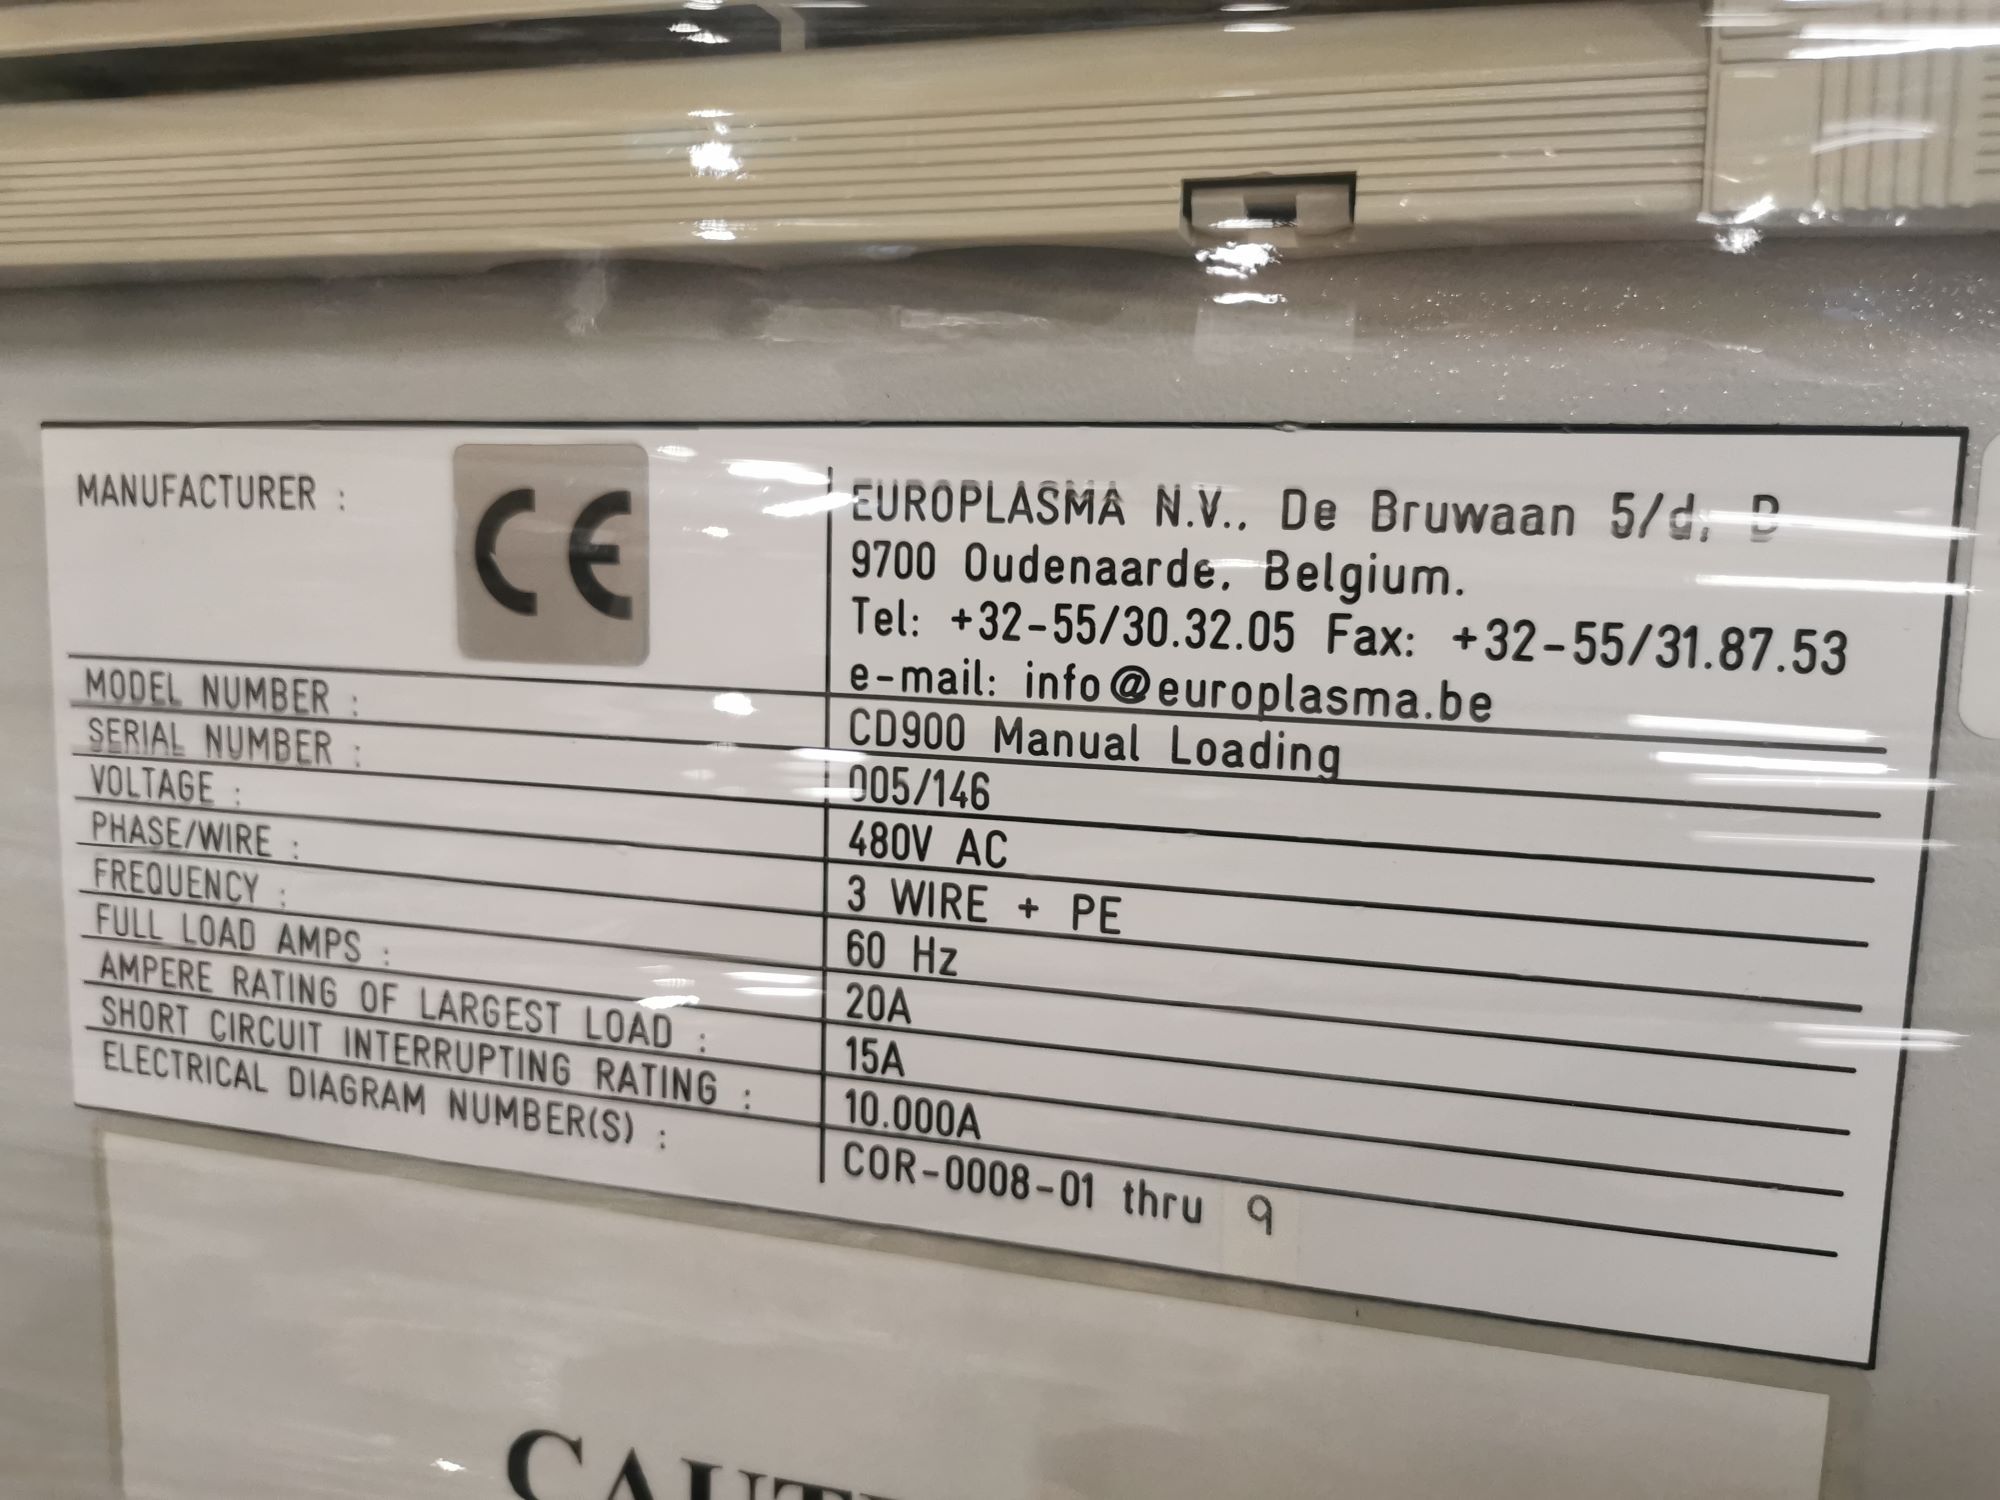 MANUFACTURER :
CE
EUROPLASMA N.V.. De Bruwaan 5/d, B
9700 Oudenaarde. Belgium.
Tel: +32-55/30.32.05 Fax: +32-55/31.87.53
e-mail: info@europlasma.be
MODEL NUMBER : CD900 Manual Loading
SERIAL NUMBER : 005/146
VOLTAGE : 480V AC
PHASE/WIRE : 3 WIRE + PE
FREQUENCY : 60 Hz
FULL LOAD AMPS : 20A
AMPERE RATING OF LARGEST LOAD : 15A
SHORT CIRCUIT INTERRUPTING RATING : 10.000A
ELECTRICAL DIAGRAM NUMBER(S) : COR-0008-01 thru 9